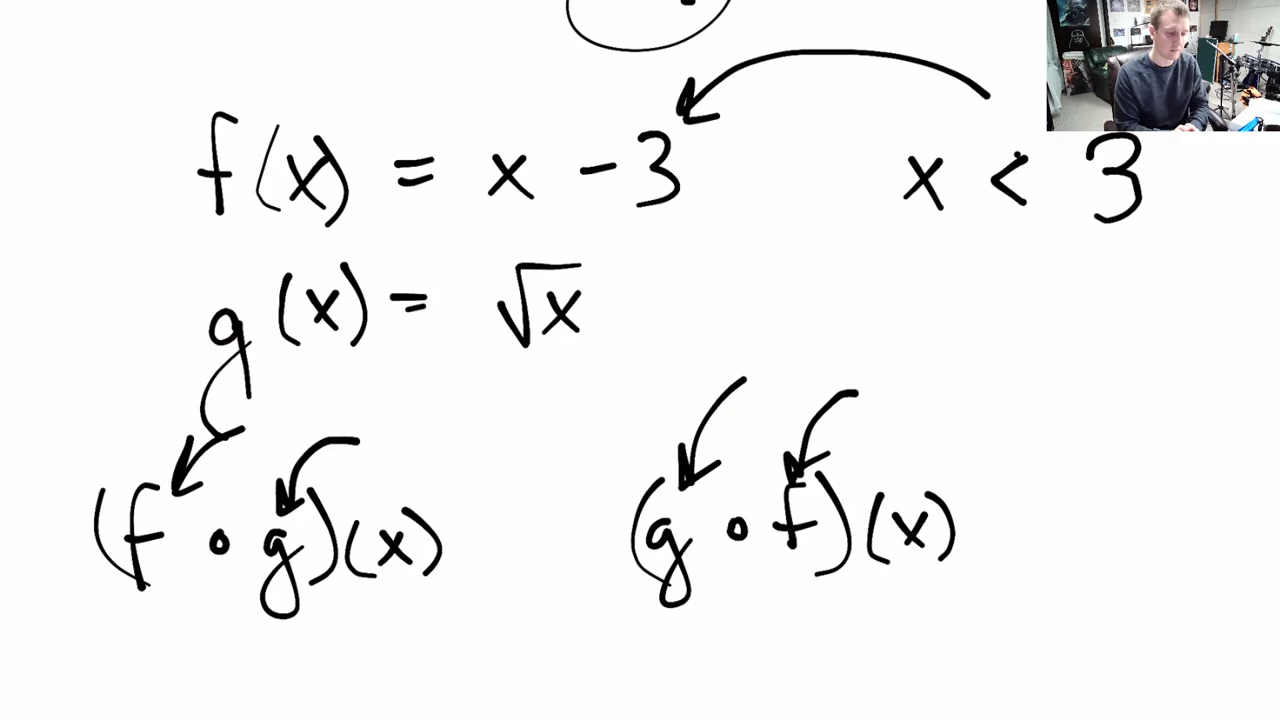 f(x) = x - 3 x < 3
g(x) = √x
(f ∘ g)(x) (g ∘ f)(x)